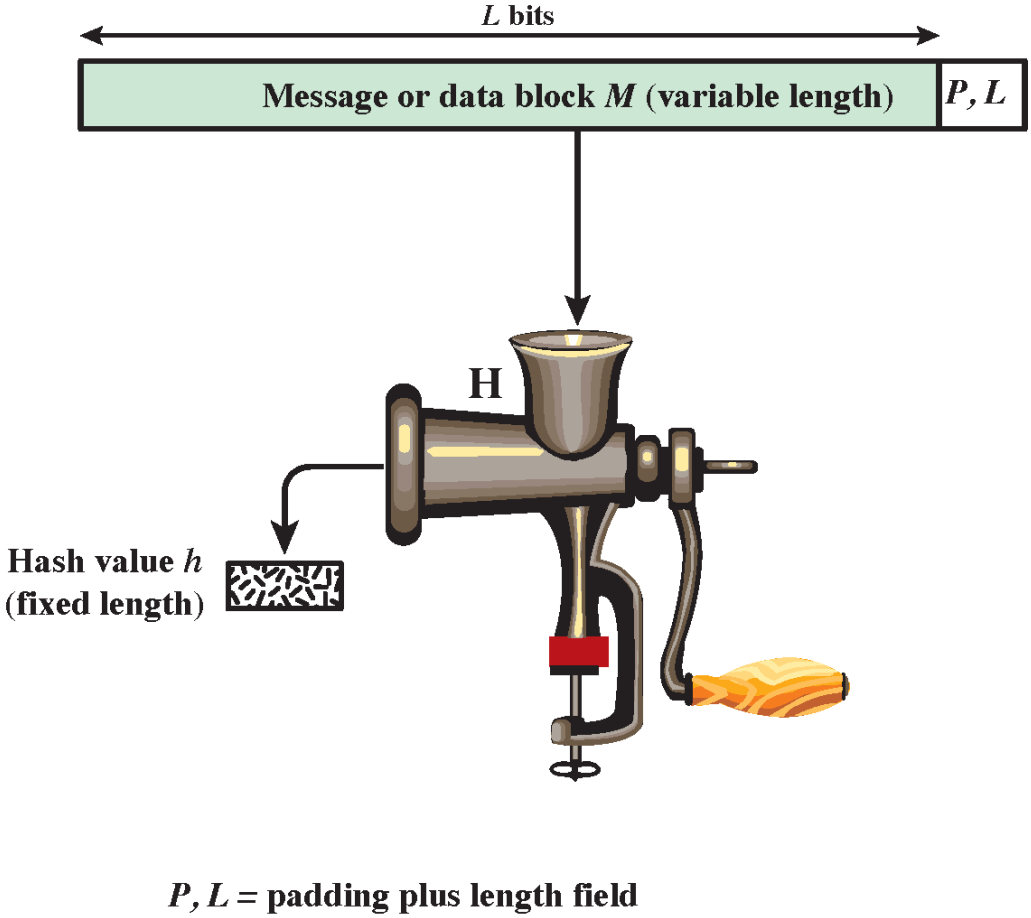 L bits
Message or data block M (variable length)
P, L
H
Hash value h
(fixed length)
P, L = padding plus length field